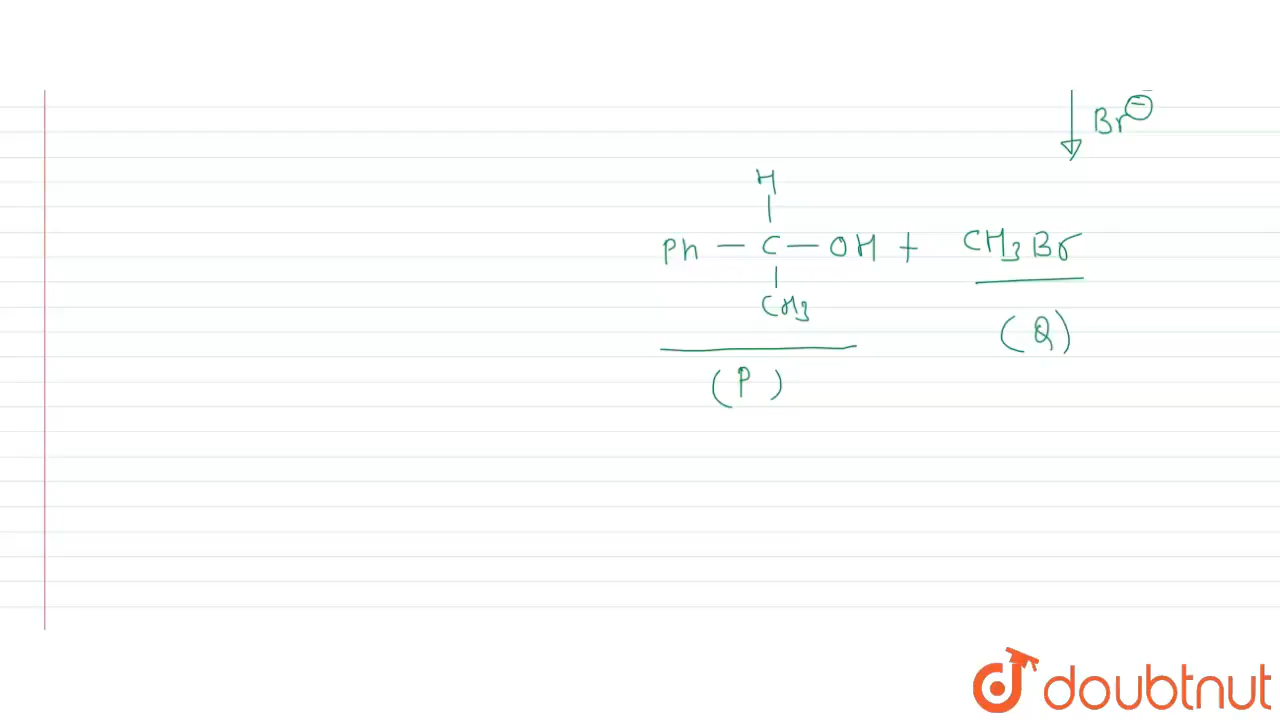 Br⊖
H
Ph — C — OH + CH3Br
CH3
(Q)
(P)
doubtnut